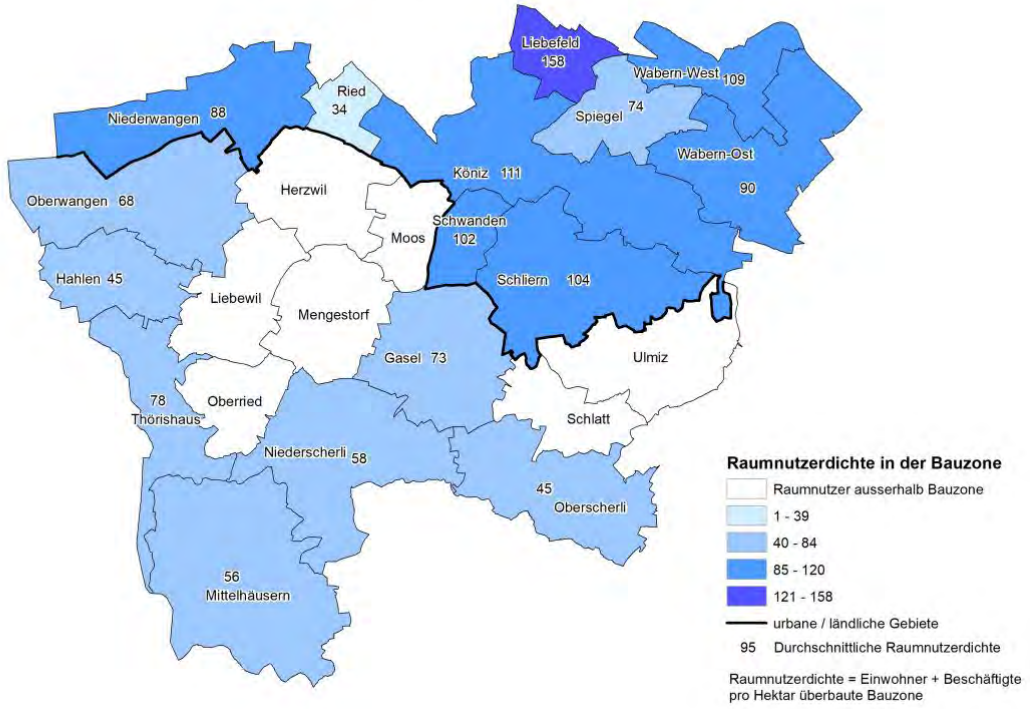 Liebefeld
158
Wabern-West 109
Ried
34
Spiegel 74
Niederwangen 88
Wabern-Ost
90
Köniz 111
Herzwil
Oberwangen 68
Schwanden
102
Moos
Hahlen 45
Schliern 104
Liebewil
Mengestorf
Gasel 73
Ulmiz
78
Thörishaus
Oberried
Schlatt
Niederscherli 58
45
Oberscherli
56
Mittelhäusern
Raumnutzerdichte in der Bauzone
Raumnutzer ausserhalb Bauzone
1 - 39
40 - 84
85 - 120
121 - 158
urbane / ländliche Gebiete
95 Durchschnittliche Raumnutzerdichte
Raumnutzerdichte = Einwohner + Beschäftigte
pro Hektar überbaute Bauzone